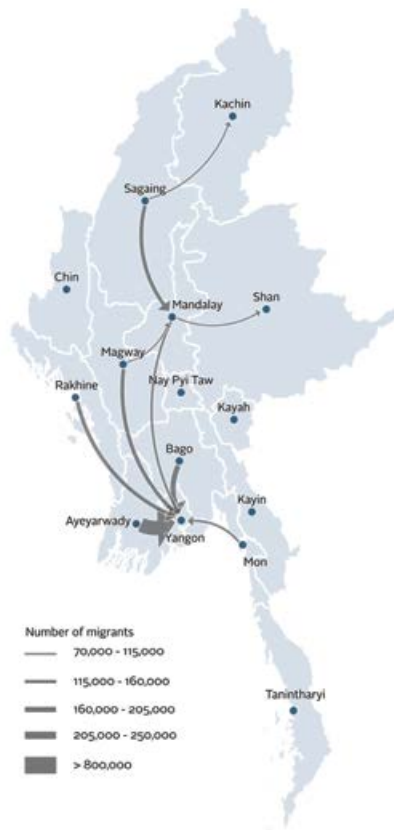 Kachin
Sagaing
Chin
Mandalay
Shan
Magway
Nay Pyi Taw
Rakhine
Kayah
Bago
Kayin
Ayeyarwady
Yangon
Mon
Number of migrants
70,000 - 115,000
115,000 - 160,000
160,000 - 205,000
Tanintharyi
205,000 - 250,000
> 800,000